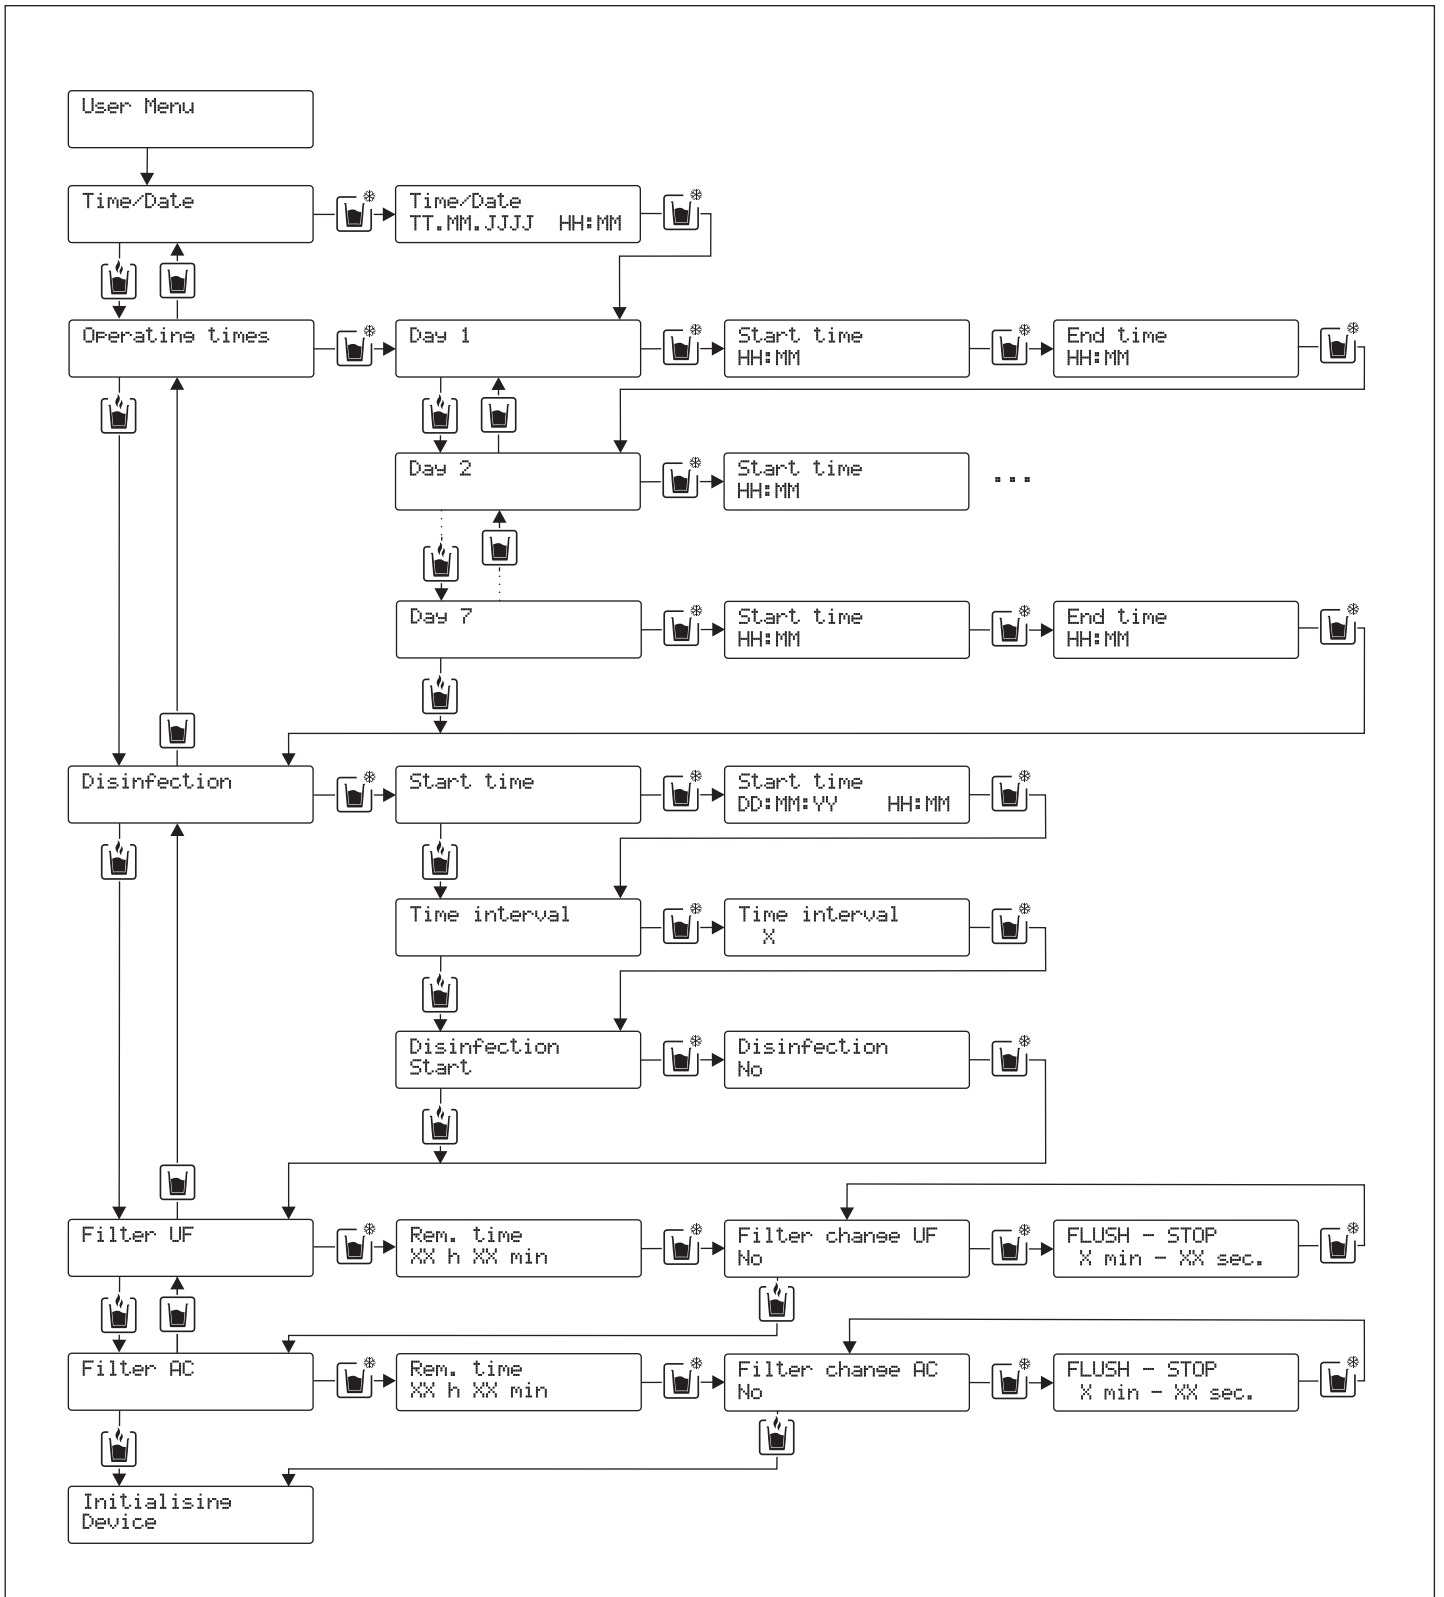 User Menu
Time/Date
Time/Date
TT.MM.JJJJ HH:MM
Operating times
Day 1
Start time
HH:MM
End time
HH:MM
Day 2
Start time
HH:MM
...
Day 7
Start time
HH:MM
End time
HH:MM
Disinfection
Start time
Start time
DD:MM:YY HH:MM
Time interval
Time interval
X
Disinfection
Start
Disinfection
No
Filter UF
Rem. time
XX h XX min
Filter change UF
No
FLUSH - STOP
X min - XX sec.
Filter AC
Rem. time
XX h XX min
Filter change AC
No
FLUSH - STOP
X min - XX sec.
Initialising
Device